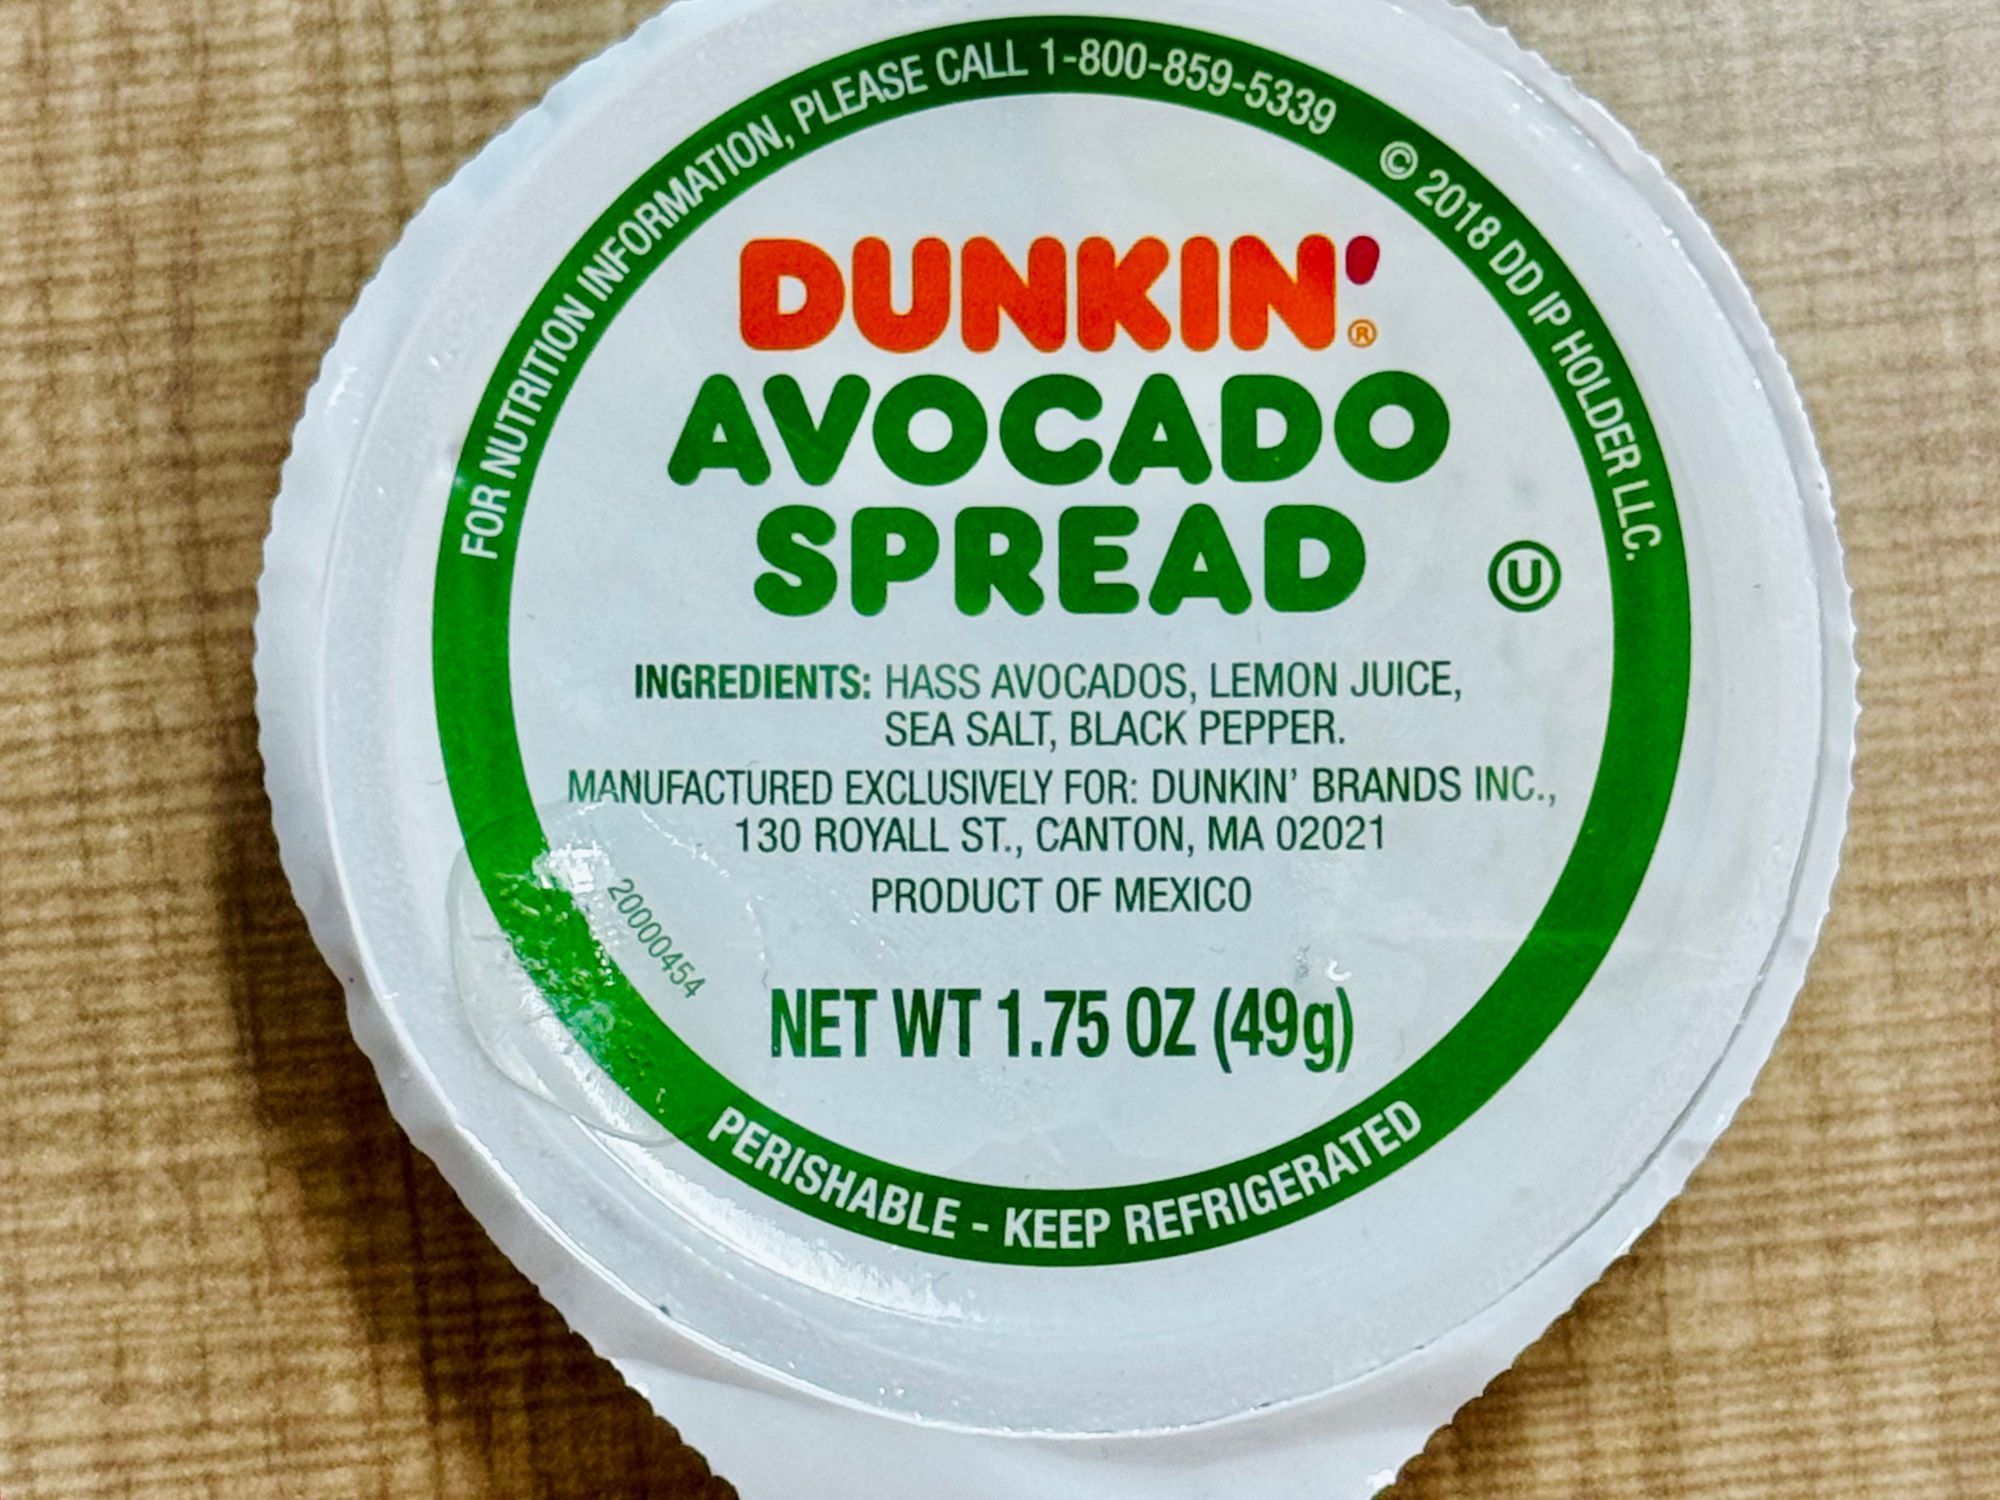 FOR NUTRITION INFORMATION, PLEASE CALL 1-800-859-5339
© 2018 DD IP HOLDER LLC.
DUNKIN'®
AVOCADO
SPREAD
U
INGREDIENTS: HASS AVOCADOS, LEMON JUICE,
SEA SALT, BLACK PEPPER.
MANUFACTURED EXCLUSIVELY FOR: DUNKIN' BRANDS INC.,
130 ROYALL ST., CANTON, MA 02021
PRODUCT OF MEXICO
20000454
NET WT 1.75 OZ (49g)
PERISHABLE - KEEP REFRIGERATED